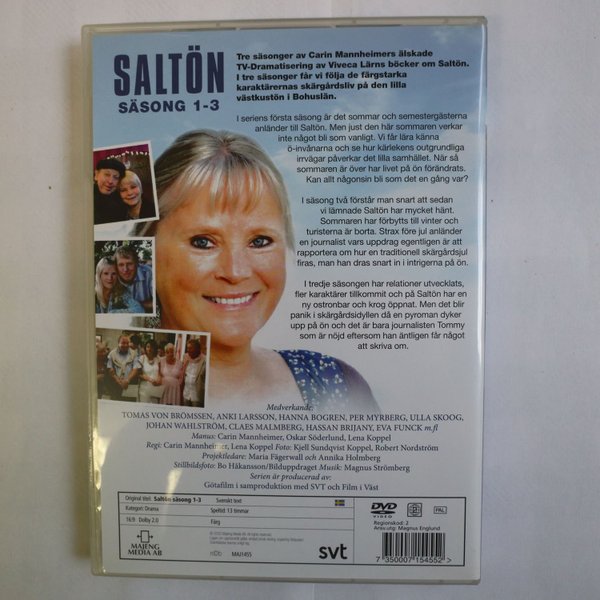 SALTÖN
SÄSONG 1-3
Tre säsonger av Carin Mannheimers älskade
TV-Dramatisering av Viveca Lärns böcker om Saltön.
I tre säsonger får vi följa de färgstarka
karaktärernas skärgårdsliv på den lilla
västkustön i Bohuslän.
I seriens första säsong är det sommar och semestergästerna
anländer till Saltön. Men just den här sommaren verkar
inte något bli som vanligt. Vi får lära känna
ö-invånarna och se hur kärlekens outgrundliga
irrvägar påverkar det lilla samhället. När så
sommaren är över har livet på ön förändrats.
Kan allt någonsin bli som det en gång var?
I säsong två förstår man snart att sedan
vi lämnade Saltön har mycket hänt.
Sommaren har förbytts till vinter och
turisterna är borta. Strax före jul anländer
en journalist vars uppdrag egentligen är att
rapportera om hur en traditionell skärgårdsjul
firas, man han dras snart in i intrigerna på ön.
I tredje säsongen har relationer utvecklats,
fler karaktärer tillkommit och på Saltön har en
ny ostronbar och krog öppnat. Men det blir
panik i skärgårdsidyllen då en pyroman dyker
upp på ön och det är bara journalisten Tommy
som är nöjd eftersom han äntligen får något
att skriva om.
Medverkande:
TOMAS VON BRÖMSSEN, ANKI LARSSON, HANNA BOGREN, PER MYRBERG, ULLA SKOOG,
JOHAN WAHLSTRÖM, CLAES MALMBERG, HASSAN BRIJANY, EVA FUNCK m.fl
Manus: Carin Mannheimer, Oskar Söderlund, Lena Koppel
Regi: Carin Mannheimer, Lena Koppel Foto: Kjell Sundqvist Koppel, Robert Nordström
Projektledare: Maria Fägerwall och Annika Holmberg
Stillbildsfoto: Bo Håkansson/Bilduppdraget Musik: Magnus Strömberg
Serien är producerad av:
Götafilm i samproduktion med SVT och Film i Väst
Original titel: Saltön säsong 1-3
Svenskt text
Kategori: Drama
Speltid: 13 timmar
16:9 Dolby 2.0
Färg
MAJENG
MEDIA AB
ncb
MAJ1455
svt
DVD
VIDEO
2
PAL
Regionskod: 2
Ansv.utg: Magnus Englund
7 350007 154552 >